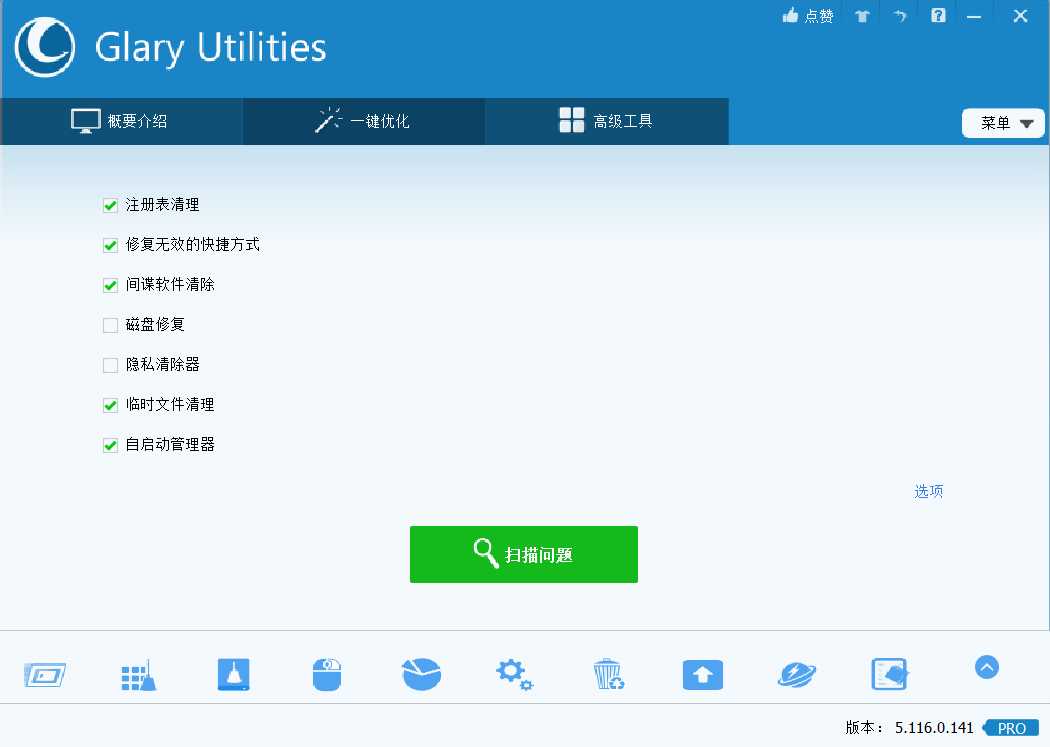 点赞
Glary Utilities
概要介绍
一键优化
高级工具
菜单
注册表清理
修复无效的快捷方式
间谍软件清除
磁盘修复
隐私清除器
临时文件清理
自启动管理器
选项
扫描问题
版本： 5.116.0.141 PRO